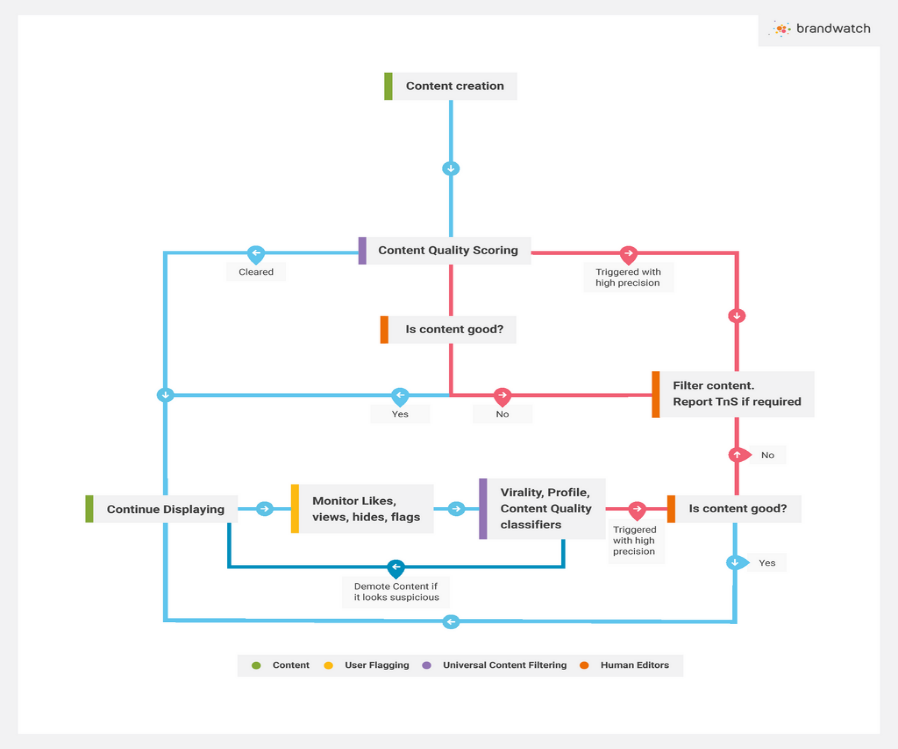 brandwatch
Content creation
Content Quality Scoring
Cleared
Triggered with
high precision
Is content good?
Filter content.
Report TnS if required
Yes
No
No
Continue Displaying
Monitor Likes,
views, hides, flags
Virality, Profile,
Content Quality
classifiers
Triggered
with high
precision
Is content good?
Yes
Demote Content if
it looks suspicious
Content
User Flagging
Universal Content Filtering
Human Editors